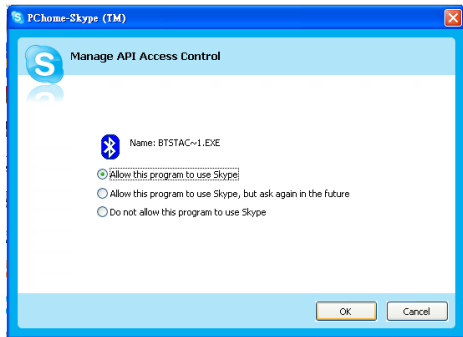 PChome-Skype (TM)
Manage API Access Control
Name: BTSTAC~1.EXE
Allow this program to use Skype
Allow this program to use Skype, but ask again in the future
Do not allow this program to use Skype
OK
Cancel